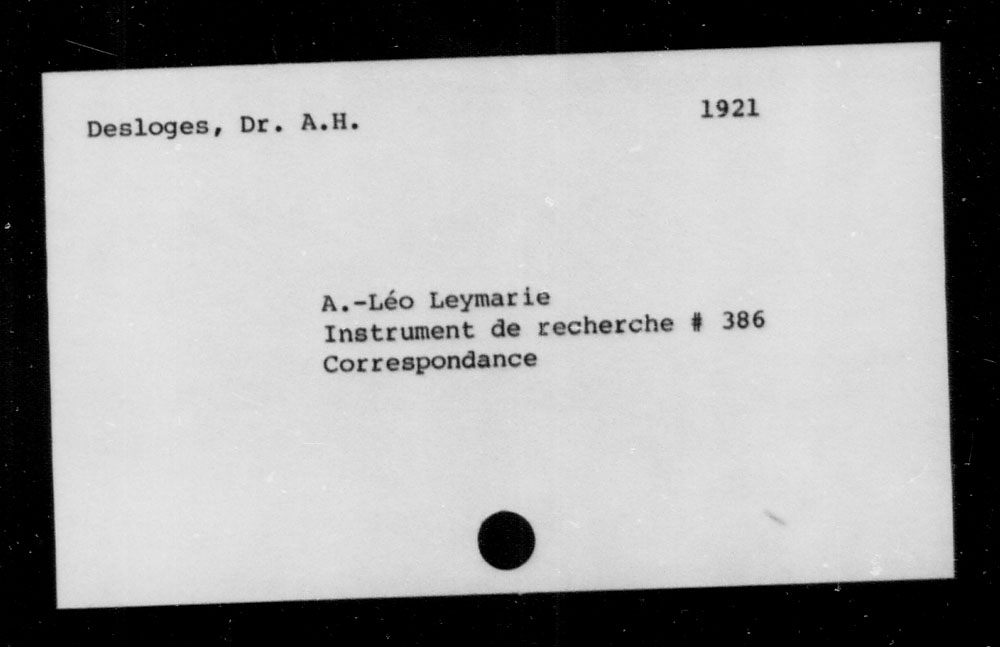 Desloges, Dr. A.H. 1921
A.-Léo Leymarie
Instrument de recherche # 386
Correspondance